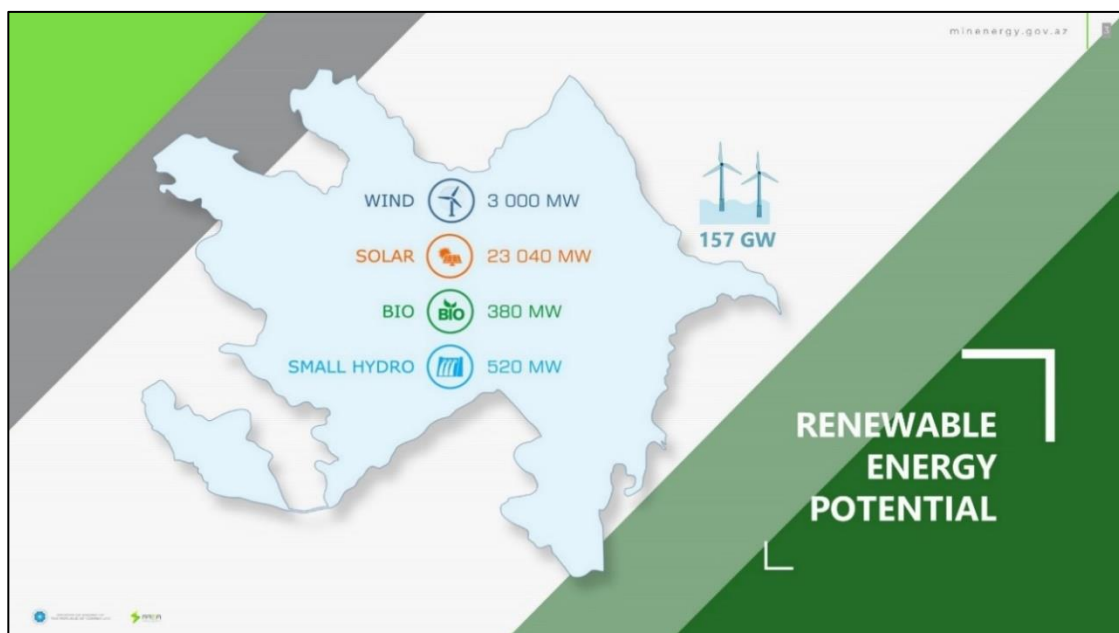 minenergy.gov.az
WIND 3 000 MW
SOLAR 23 040 MW
BIO BIO 380 MW
SMALL HYDRO 520 MW
157 GW
RENEWABLE
ENERGY
POTENTIAL